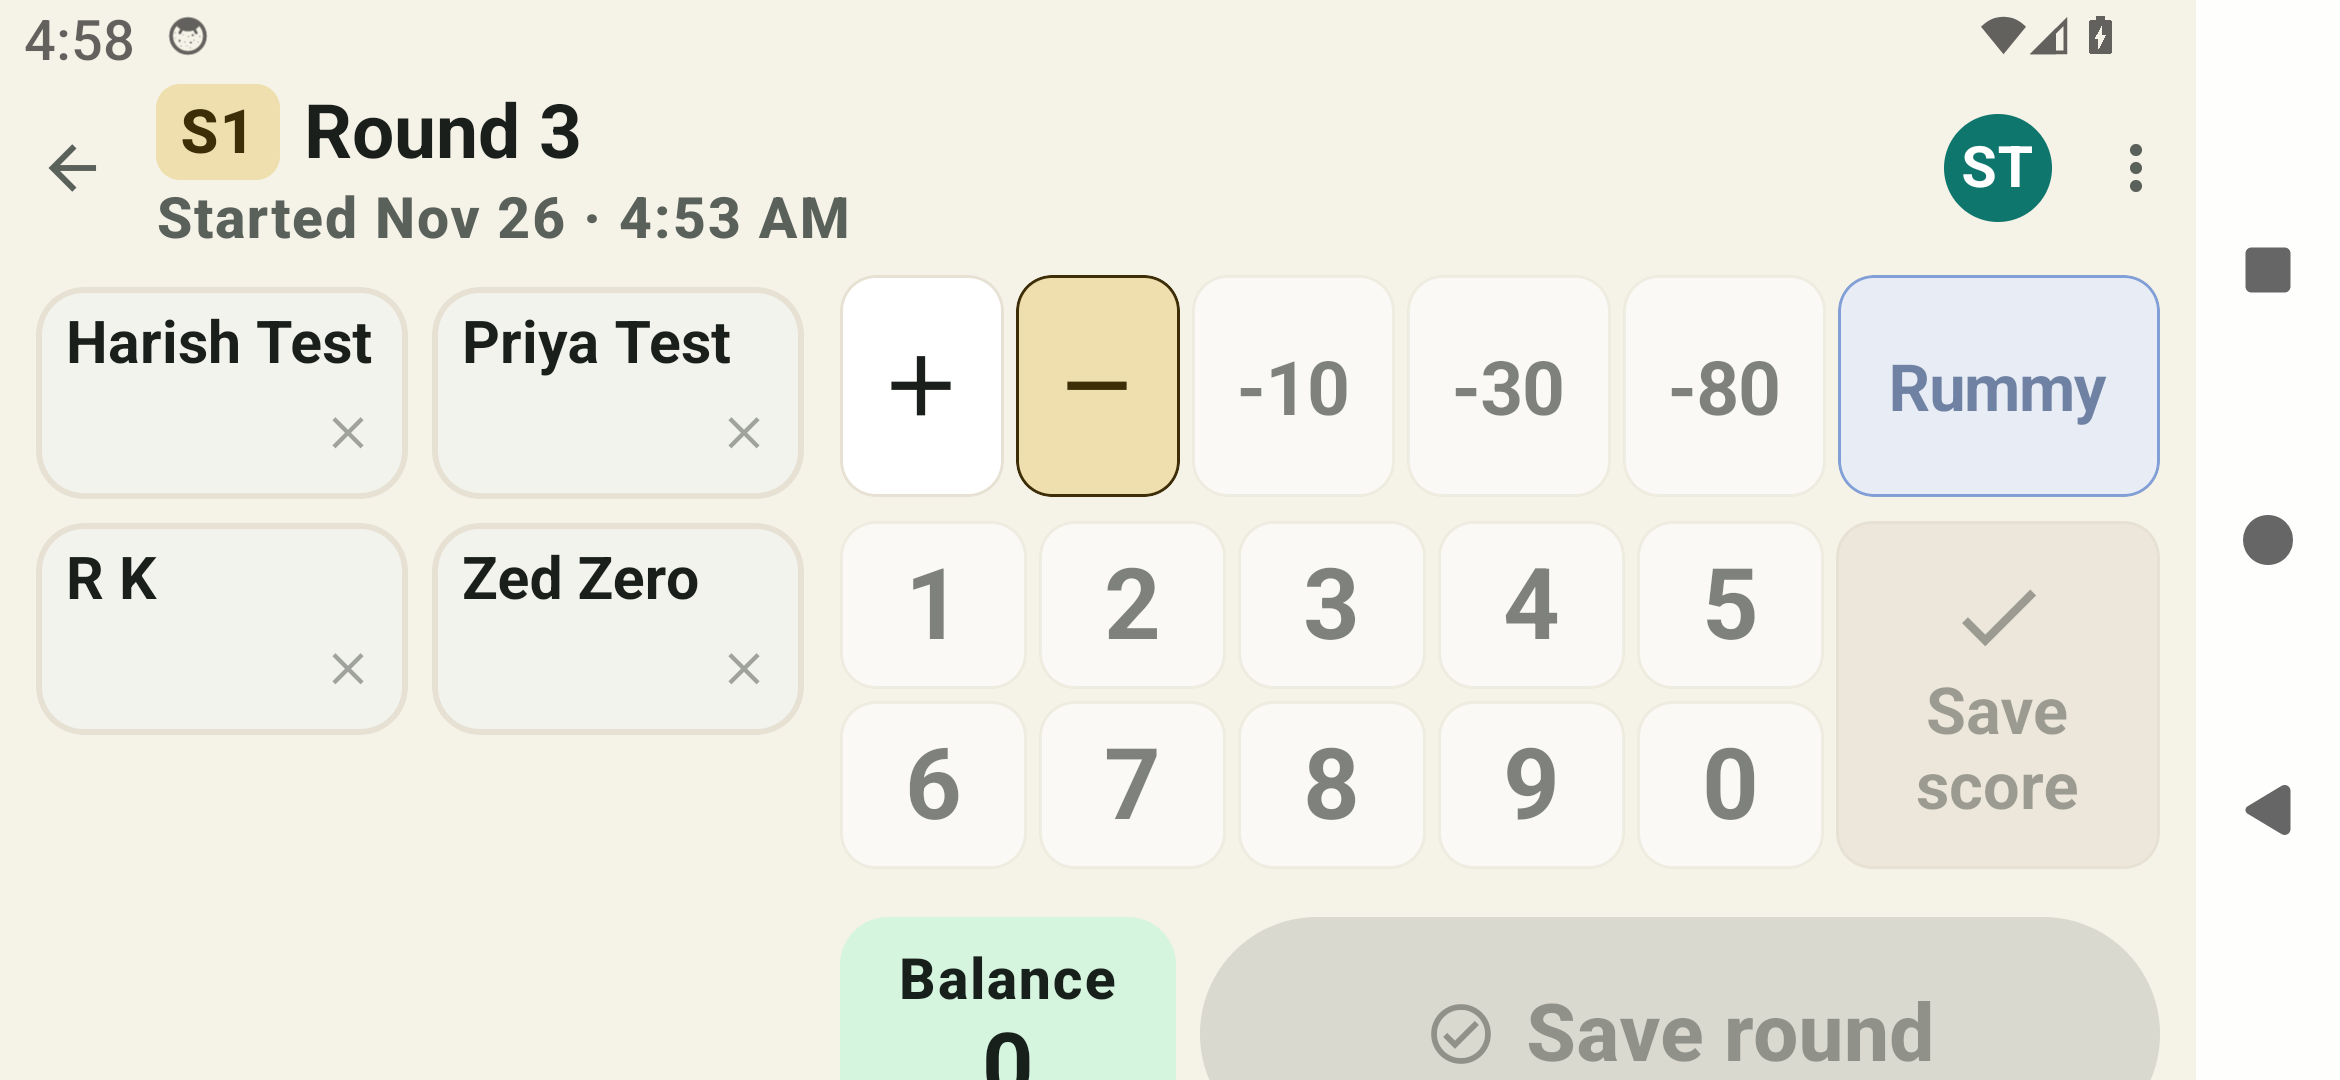 4:58
S1 Round 3
Started Nov 26 · 4:53 AM
ST
Harish Test
Priya Test
R K
Zed Zero
+ − -10 -30 -80 Rummy
1 2 3 4 5
6 7 8 9 0
Save
score
Balance
0
Save round